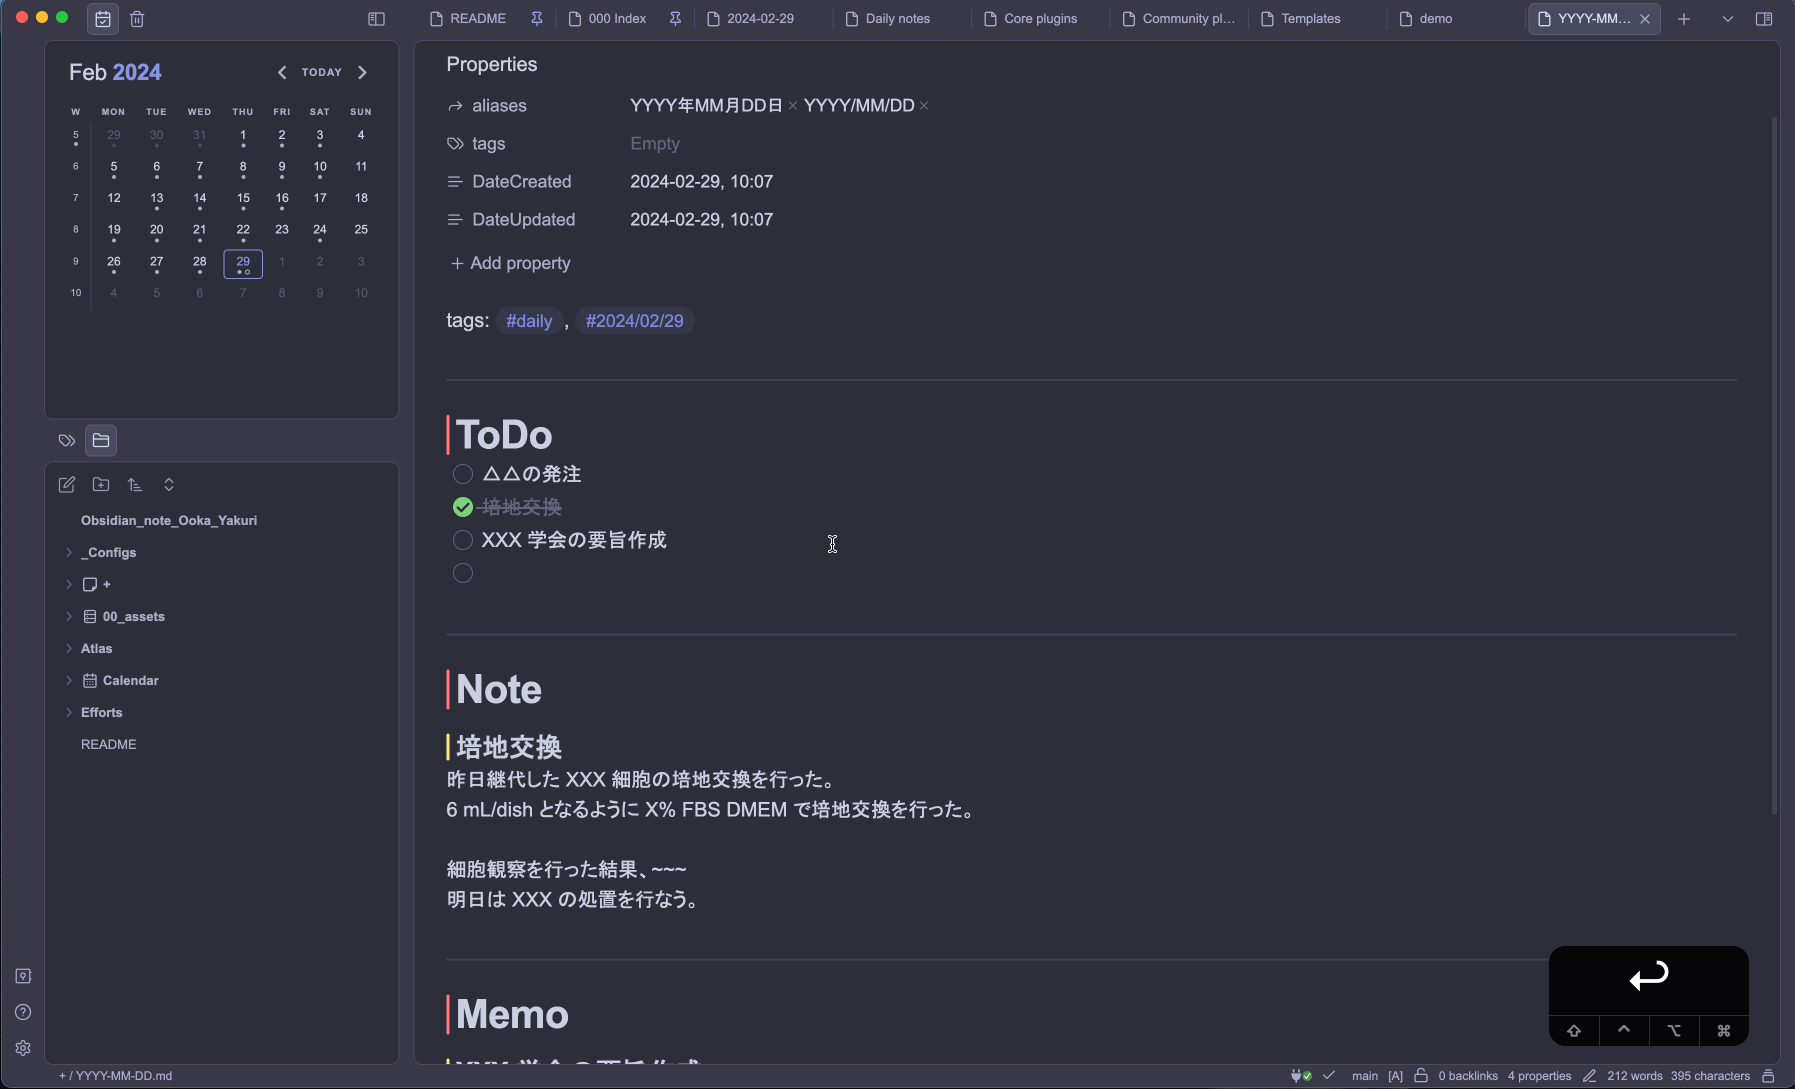 README
000 Index
2024-02-29
Daily notes
Core plugins
Community pl...
Templates
demo
YYYY-MM...
Feb 2024
TODAY
W MON TUE WED THU FRI SAT SUN
5 29 30 31 1 2 3 4
6 5 6 7 8 9 10 11
7 12 13 14 15 16 17 18
8 19 20 21 22 23 24 25
9 26 27 28 29 1 2 3
10 4 5 6 7 8 9 10
Obsidian_note_Ooka_Yakuri
_Configs
+
00_assets
Atlas
Calendar
Efforts
README
Properties
aliases YYYY年MM月DD日 × YYYY/MM/DD ×
tags Empty
DateCreated 2024-02-29, 10:07
DateUpdated 2024-02-29, 10:07
+ Add property
tags: #daily , #2024/02/29
ToDo
△△の発注
培地交換
XXX 学会の要旨作成
Note
培地交換
昨日継代した XXX 細胞の培地交換を行った。
6 mL/dish となるように X% FBS DMEM で培地交換を行った。
細胞観察を行った結果、~~~
明日は XXX の処置を行なう。
Memo
XXX 学会の要旨作成
+ / YYYY-MM-DD.md
main [A] 0 backlinks 4 properties 212 words 395 characters